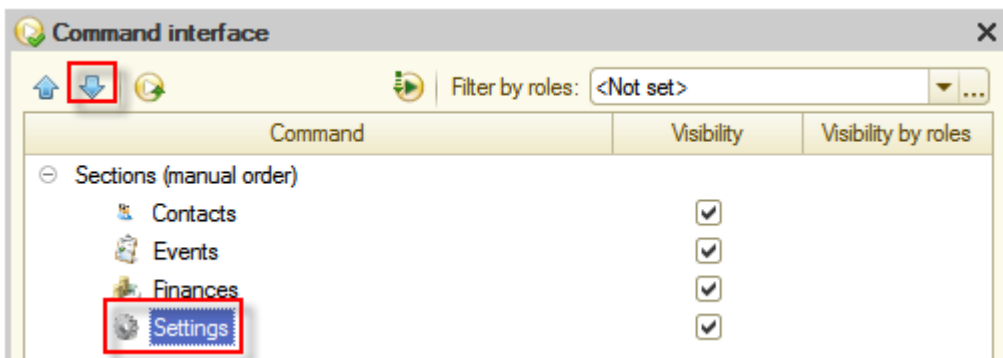 Command interface
Filter by roles: <Not set>
Command Visibility Visibility by roles
Sections (manual order)
Contacts
Events
Finances
Settings